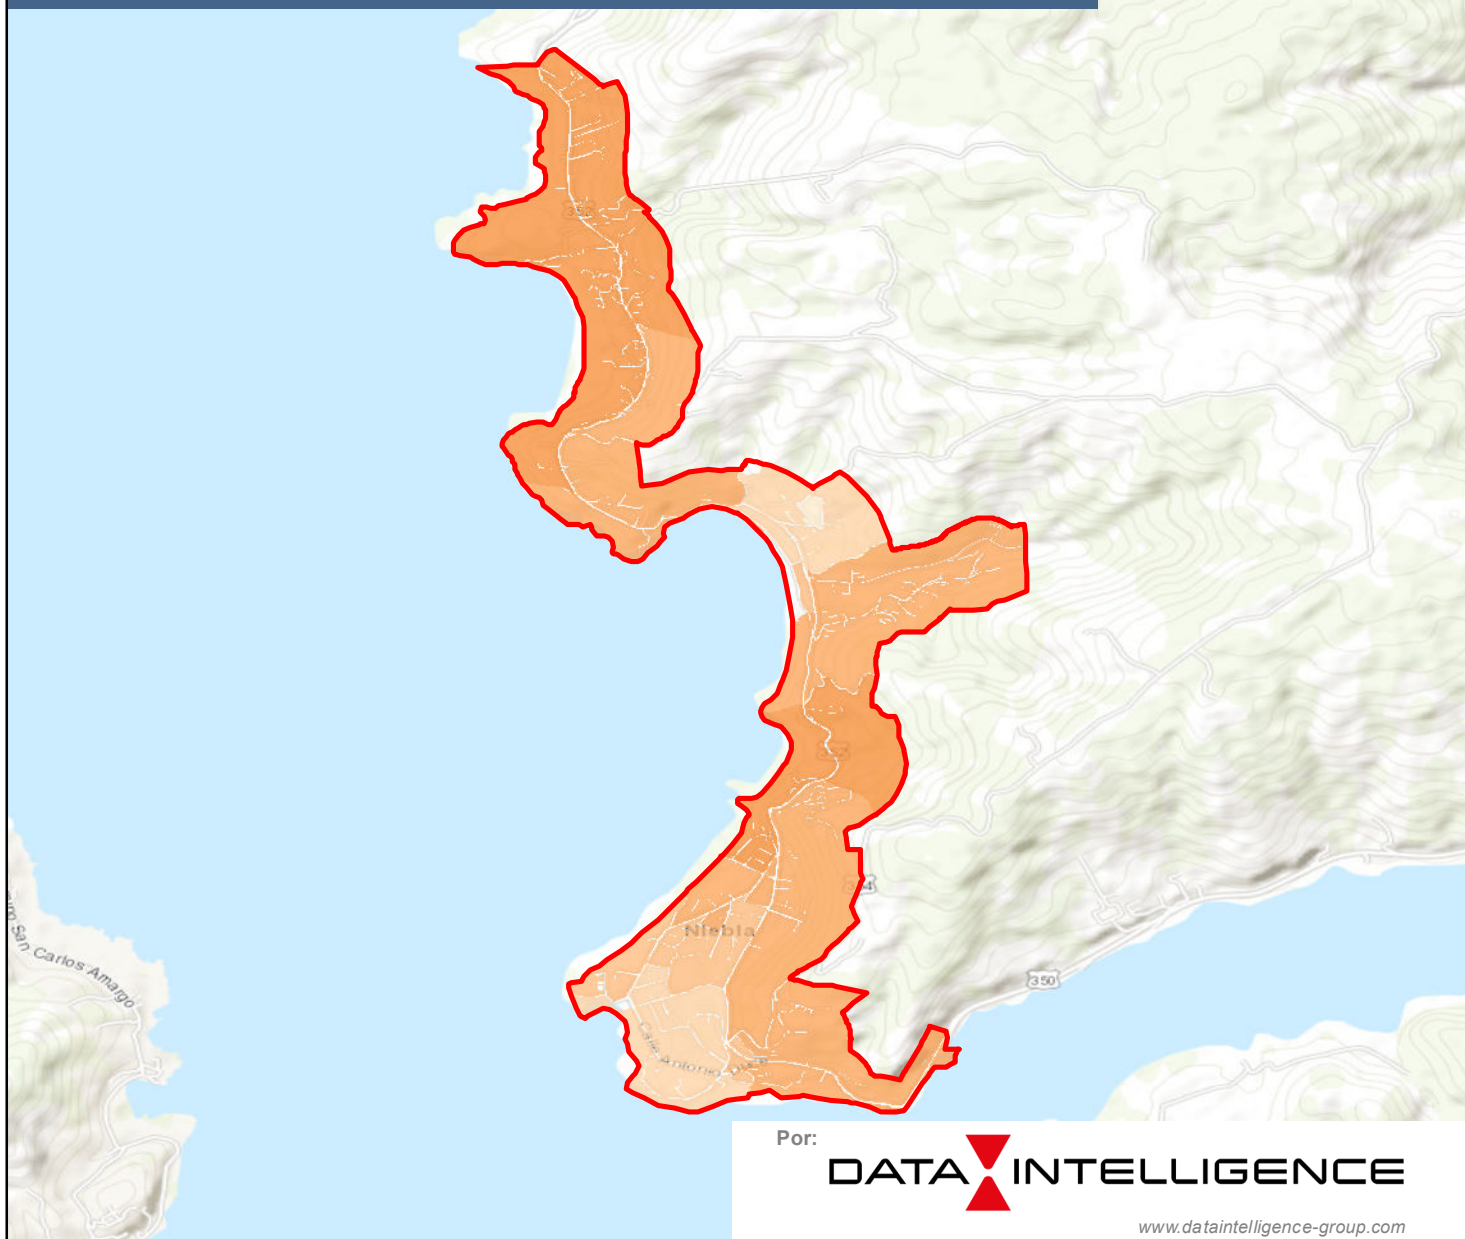 Niebla
San Carlos Amargo
350
Calle Antonio
Por:
DATA INTELLIGENCE
www.dataintelligence-group.com